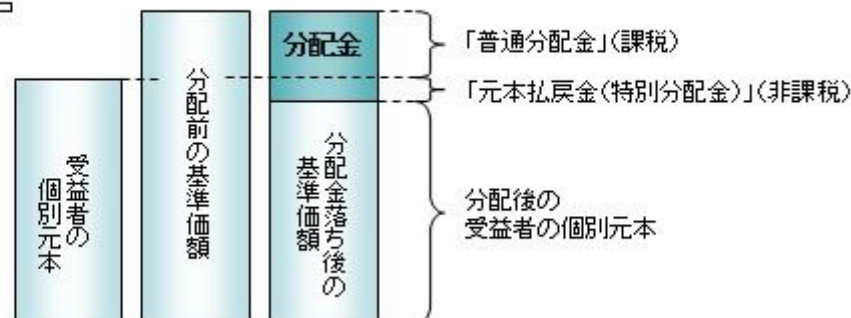 受益者の
個別元本
分配前の基準価額
分配金
分配金落ち後の
基準価額
「普通分配金」(課税)
「元本払戻金(特別分配金)」(非課税)
分配後の
受益者の個別元本